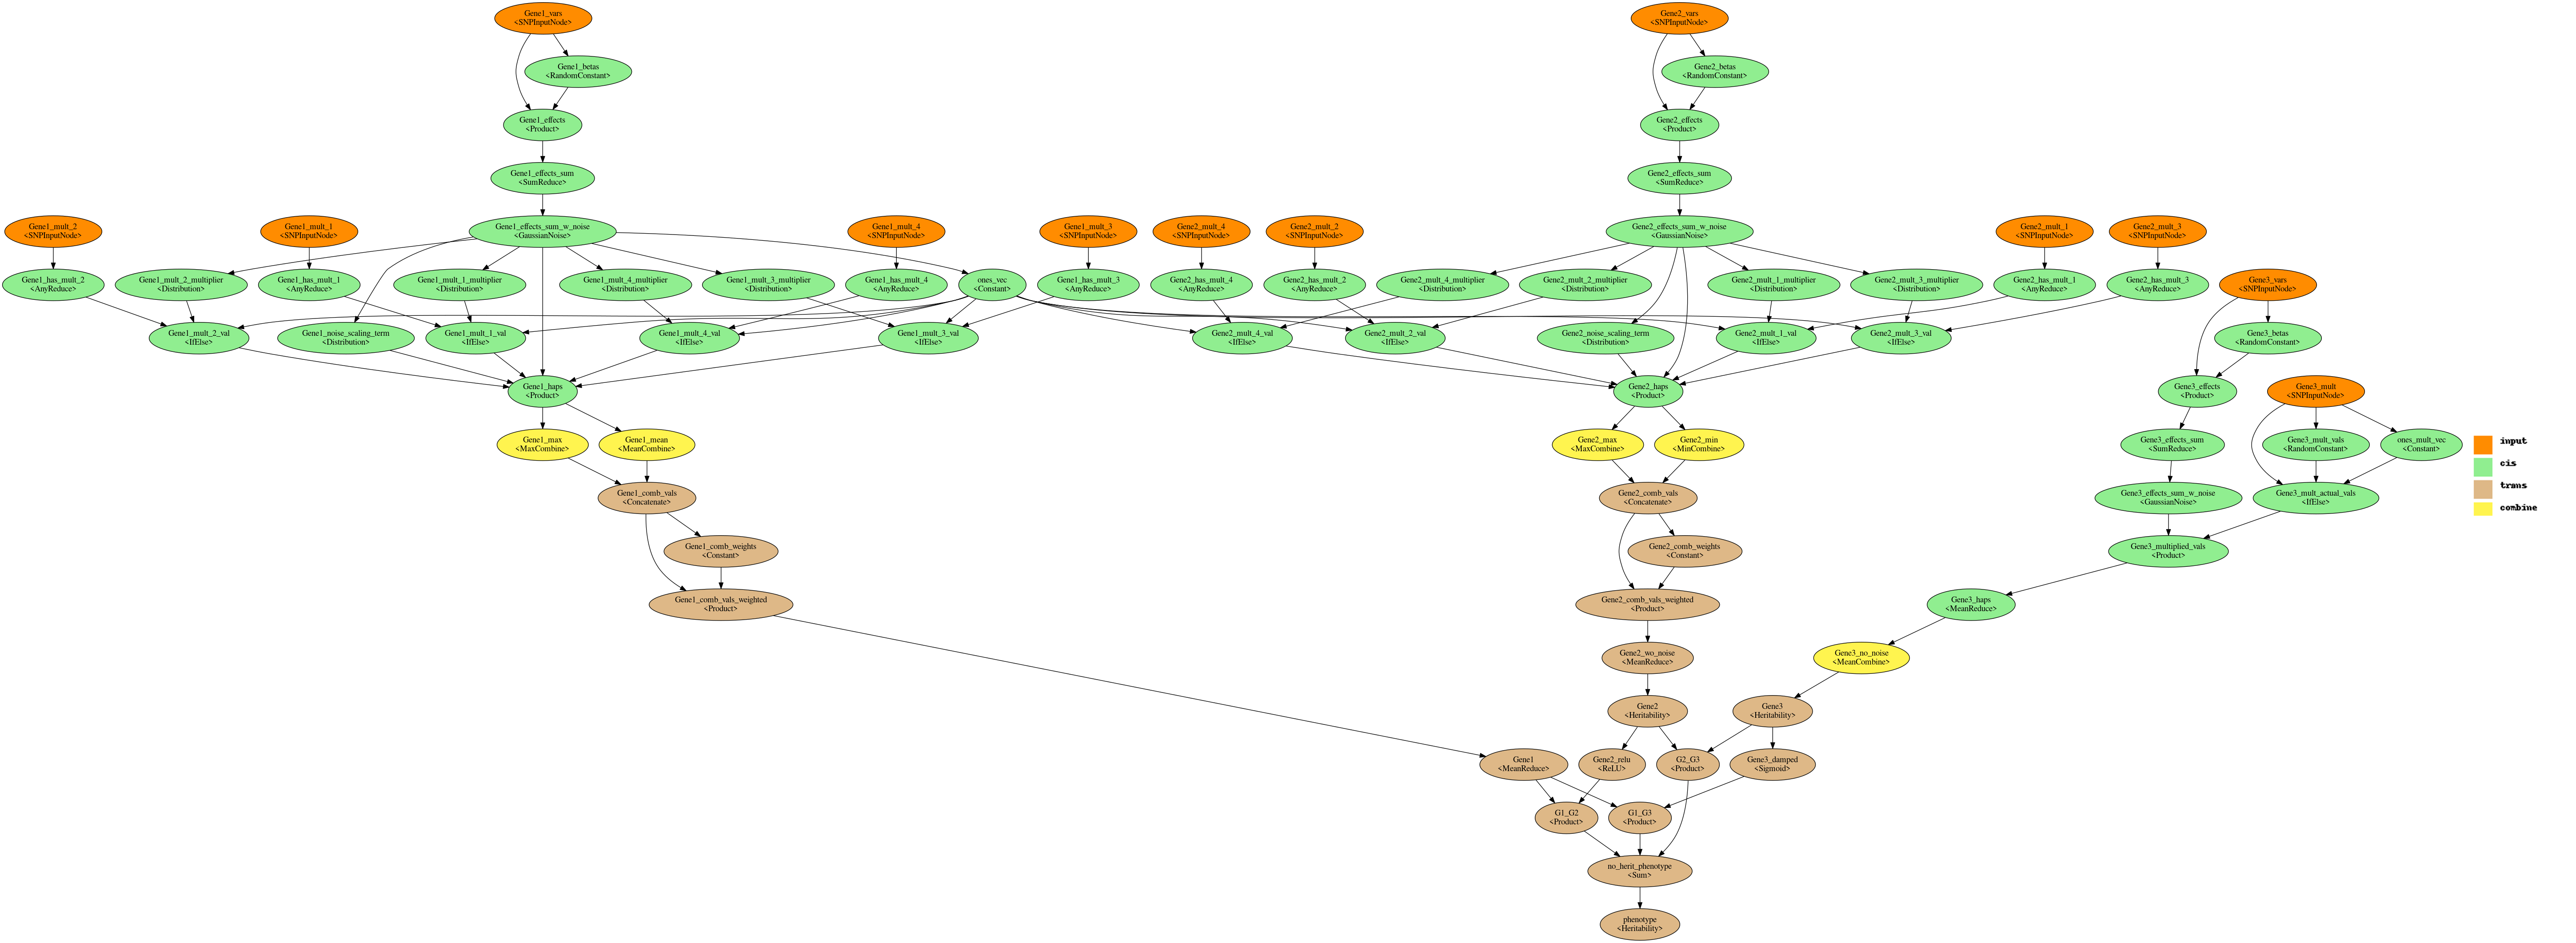 Gene1_vars
<SNPInputNode>
Gene2_vars
<SNPInputNode>
Gene1_betas
<RandomConstant>
Gene2_betas
<RandomConstant>
Gene1_effects
<Product>
Gene2_effects
<Product>
Gene1_effects_sum
<SumReduce>
Gene2_effects_sum
<SumReduce>
Gene1_mult_2
<SNPInputNode>
Gene1_mult_1
<SNPInputNode>
Gene1_effects_sum_w_noise
<GaussianNoise>
Gene1_mult_4
<SNPInputNode>
Gene1_mult_3
<SNPInputNode>
Gene2_mult_4
<SNPInputNode>
Gene2_mult_2
<SNPInputNode>
Gene2_effects_sum_w_noise
<GaussianNoise>
Gene2_mult_1
<SNPInputNode>
Gene2_mult_3
<SNPInputNode>
Gene1_has_mult_2
<AnyReduce>
Gene1_mult_2_multiplier
<Distribution>
Gene1_has_mult_1
<AnyReduce>
Gene1_mult_1_multiplier
<Distribution>
Gene1_mult_4_multiplier
<Distribution>
Gene1_mult_3_multiplier
<Distribution>
Gene1_has_mult_4
<AnyReduce>
ones_vec
<Constant>
Gene1_has_mult_3
<AnyReduce>
Gene2_has_mult_4
<AnyReduce>
Gene2_has_mult_2
<AnyReduce>
Gene2_mult_4_multiplier
<Distribution>
Gene2_mult_2_multiplier
<Distribution>
Gene2_mult_1_multiplier
<Distribution>
Gene2_mult_3_multiplier
<Distribution>
Gene2_has_mult_1
<AnyReduce>
Gene2_has_mult_3
<AnyReduce>
Gene3_vars
<SNPInputNode>
Gene1_mult_2_val
<IfElse>
Gene1_noise_scaling_term
<Distribution>
Gene1_mult_1_val
<IfElse>
Gene1_mult_4_val
<IfElse>
Gene1_mult_3_val
<IfElse>
Gene2_mult_4_val
<IfElse>
Gene2_mult_2_val
<IfElse>
Gene2_noise_scaling_term
<Distribution>
Gene2_mult_1_val
<IfElse>
Gene2_mult_3_val
<IfElse>
Gene3_betas
<RandomConstant>
Gene1_haps
<Product>
Gene2_haps
<Product>
Gene3_effects
<Product>
Gene3_mult
<SNPInputNode>
Gene1_max
<MaxCombine>
Gene1_mean
<MeanCombine>
Gene2_max
<MaxCombine>
Gene2_min
<MinCombine>
Gene3_effects_sum
<SumReduce>
Gene3_mult_vals
<RandomConstant>
ones_mult_vec
<Constant>
input
cis
trans
combine
Gene1_comb_vals
<Concatenate>
Gene2_comb_vals
<Concatenate>
Gene3_effects_sum_w_noise
<GaussianNoise>
Gene3_mult_actual_vals
<IfElse>
Gene1_comb_weights
<Constant>
Gene2_comb_weights
<Constant>
Gene3_multiplied_vals
<Product>
Gene1_comb_vals_weighted
<Product>
Gene2_comb_vals_weighted
<Product>
Gene3_haps
<MeanReduce>
Gene2_wo_noise
<MeanReduce>
Gene3_no_noise
<MeanCombine>
Gene2
<Heritability>
Gene3
<Heritability>
Gene1
<MeanReduce>
Gene2_relu
<ReLU>
G2_G3
<Product>
Gene3_damped
<Sigmoid>
G1_G2
<Product>
G1_G3
<Product>
no_herit_phenotype
<Sum>
phenotype
<Heritability>